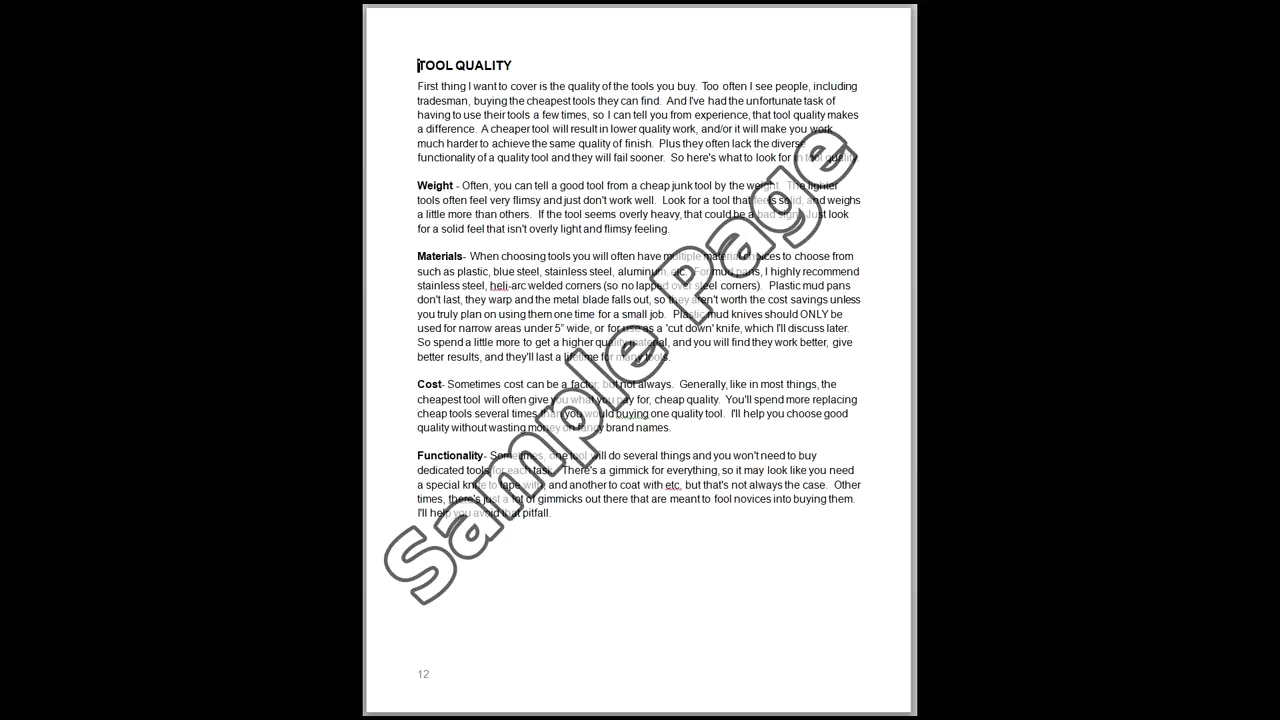 TOOL QUALITY
First thing I want to cover is the quality of the tools you buy. Too often I see people, including
tradesman, buying the cheapest tools they can find. And I've had the unfortunate task of
having to use their tools a few times, so I can tell you from experience, that tool quality makes
a difference. A cheaper tool will result in lower quality work, and/or it will make you work
much harder to achieve the same quality of finish. Plus they often lack the diverse
functionality of a quality tool and they will fail sooner. So here's what to look for in tool quality.
Weight - Often, you can tell a good tool from a cheap junk tool by the weight. The lighter
tools often feel very flimsy and just don't work well. Look for a tool that feels solid, and weighs
a little more than others. If the tool seems overly heavy, that could be a bad sign. Just look
for a solid feel that isn't overly light and flimsy feeling.
Materials- When choosing tools you will often have multiple material choices to choose from
such as plastic, blue steel, stainless steel, aluminum, etc. For mud pans, I highly recommend
stainless steel, heli-arc welded corners (so no lapped over steel corners). Plastic mud pans
don't last, they warp and the metal blade falls out, so they aren't worth the cost savings unless
you truly plan on using them one time for a small job. Plastic mud knives should ONLY be
used for narrow areas under 5" wide, or for use as a 'cut down' knife, which I'll discuss later.
So spend a little more to get a higher quality material, and you will find they work better, give
better results, and they'll last a lifetime for many tools.
Cost- Sometimes cost can be a factor, but not always. Generally, like in most things, the
cheapest tool will often give you what you pay for, cheap quality. You'll spend more replacing
cheap tools several times than you would buying one quality tool. I'll help you choose good
quality without wasting money on fancy brand names.
Functionality- Sometimes, one tool will do several things and you won't need to buy
dedicated tools for each task. There's a gimmick for everything, so it may look like you need
a special knife to tape with, and another to coat with etc, but that's not always the case. Other
times, there's just a lot of gimmicks out there that are meant to fool novices into buying them.
I'll help you avoid that pitfall.
Sample Page
12